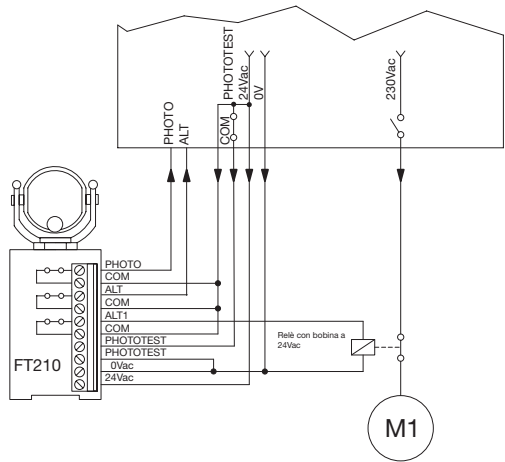 PHOTO
ALT
COM
PHOTOTEST
24Vac
0V
230Vac
PHOTO
COM
ALT
COM
ALT1
COM
PHOTOTEST
PHOTOTEST
0Vac
24Vac
FT210
Relè con bobina a
24Vac
M1